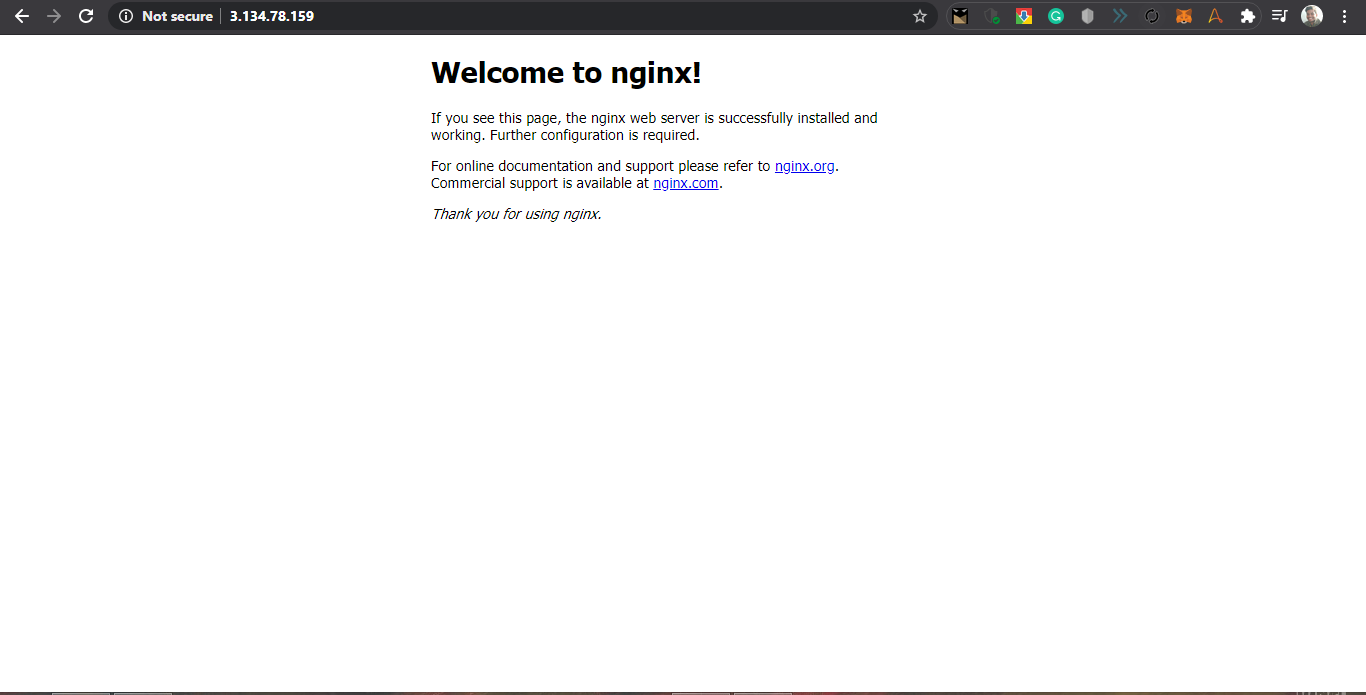 Not secure
3.134.78.159
Welcome to nginx!
If you see this page, the nginx web server is successfully installed and
working. Further configuration is required.
For online documentation and support please refer to nginx.org.
Commercial support is available at nginx.com.
Thank you for using nginx.